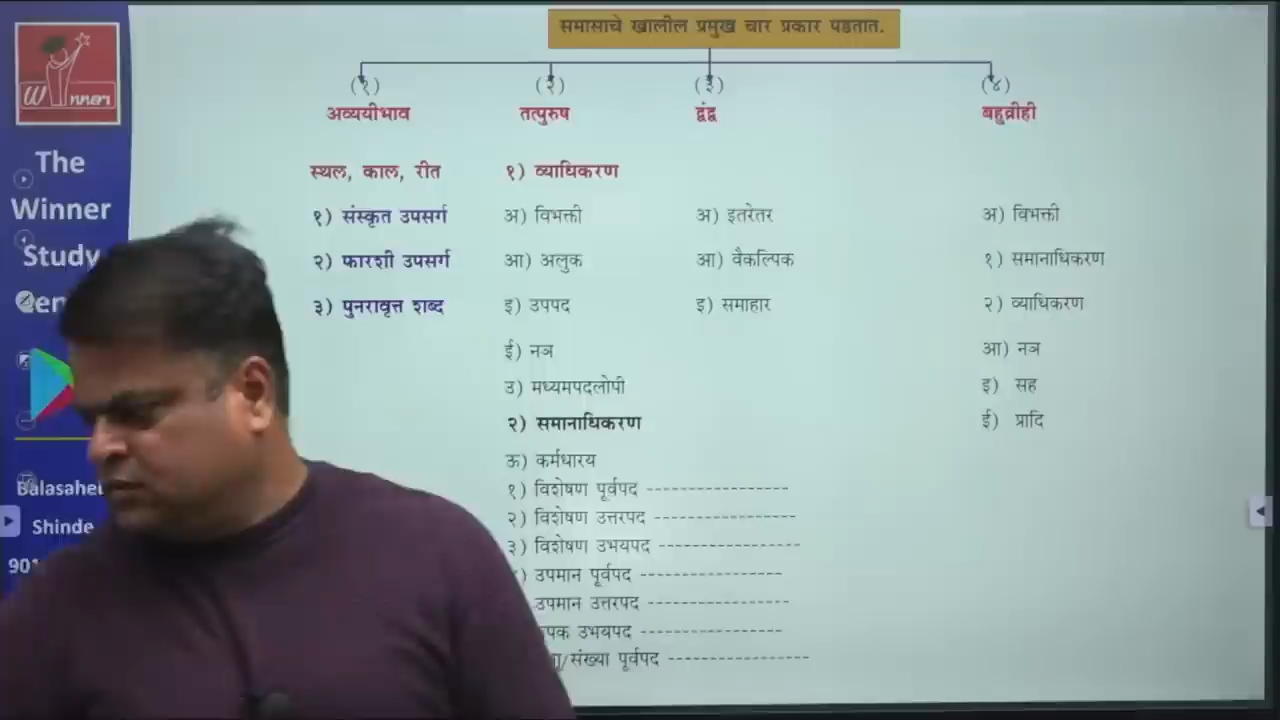 समासाचे खालील प्रमुख चार प्रकार पडतात.
(१) (२) (३) (४)
अव्ययीभाव तत्पुरुष द्वंद्व बहुव्रीही
स्थल, काल, रीत १) व्याधिकरण
१) संस्कृत उपसर्ग अ) विभक्ती अ) इतरेतर अ) विभक्ती
२) फारशी उपसर्ग आ) अलुक आ) वैकल्पिक १) समानाधिकरण
३) पुनरावृत्त शब्द इ) उपपद इ) समाहार २) व्याधिकरण
ई) नञ आ) नञ
उ) मध्यमपदलोपी इ) सह
२) समानाधिकरण ई) प्रादि
ऊ) कर्मधारय
१) विशेषण पूर्वपद -----------------
२) विशेषण उत्तरपद -----------------
३) विशेषण उभयपद -----------------
) उपमान पूर्वपद -----------------
उपमान उत्तरपद -----------------
उभयपद -----------------
/संख्या पूर्वपद -----------------
Winner
The
Winner
Study
Balasahe
Shinde
90